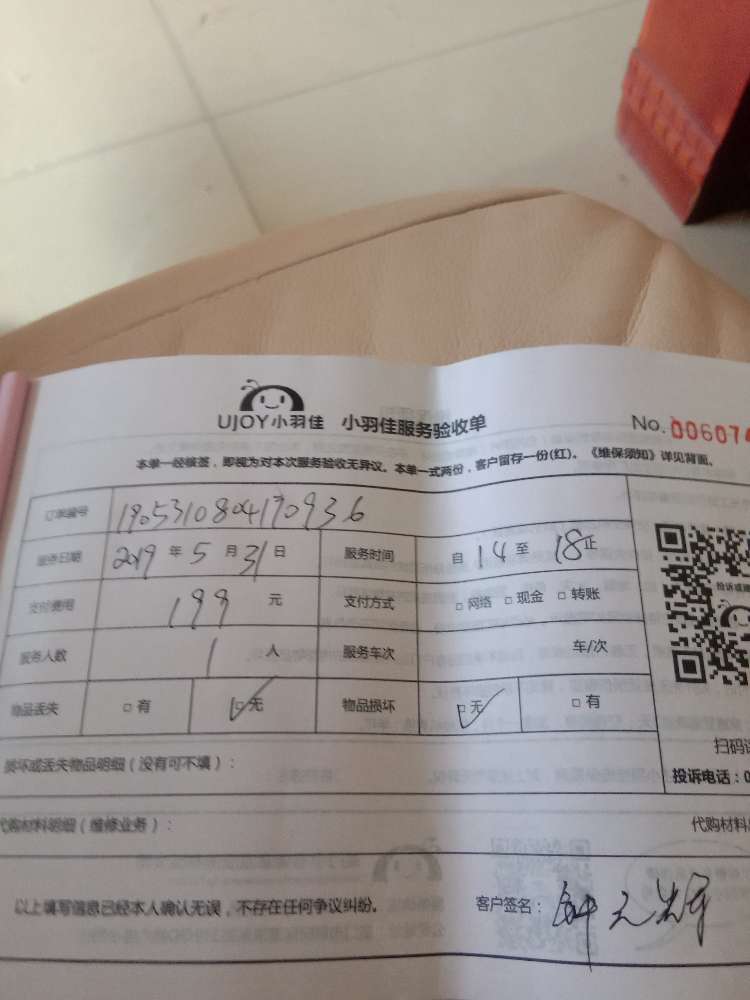 UJOY小羽佳 小羽佳服务验收单 No. 006074
本单一经核签，即视为对本次服务验收无异议。本单一式两份，客户留存一份(红)。《维保须知》详见背面。
订单编号 1905310804170936
服务日期 2019 年 5 月 31 日 服务时间 自 14 至 18 止
支付费用 199 元 支付方式 □ 网络 □ 现金 □ 转账
服务人数 1 人 服务车次 车/次
物品丢失 □ 有 □ 无 物品损坏 □ 无 □ 有
损坏或丢失物品明细（没有可不填）：
扫码
投诉电话：0
代购材料明细（维修业务）：
代购材料
以上填写信息已经本人确认无误，不存在任何争议纠纷。 客户签名：